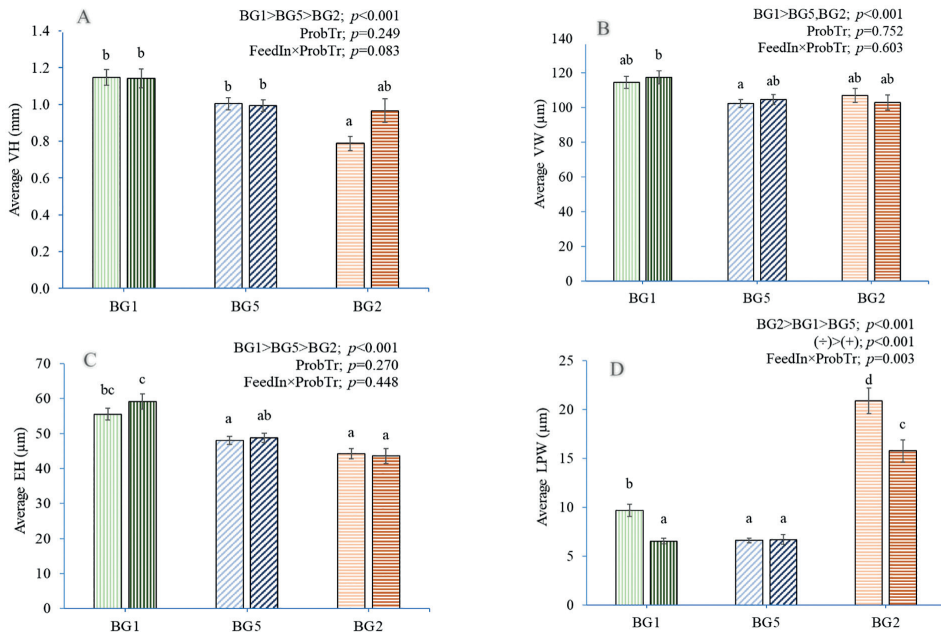 A
BG1>BG5>BG2; p<0.001
ProbTr; p=0.249
FeedIn×ProbTr; p=0.083
Average VH (mm)
1.4
1.2
1.0
0.8
0.6
0.4
0.2
0.0
b b
b b
a ab
BG1 BG5 BG2
B
BG1>BG5,BG2; p<0.001
ProbTr; p=0.752
FeedIn×ProbTr; p=0.603
Average VW (µm)
140
120
100
80
60
40
20
0
ab b
a ab
ab ab
BG1 BG5 BG2
C
BG1>BG5>BG2; p<0.001
ProbTr; p=0.270
FeedIn×ProbTr; p=0.448
Average EH (µm)
70
60
50
40
30
20
10
0
bc c
a ab
a a
BG1 BG5 BG2
D
BG2>BG1>BG5; p<0.001
(÷)>(+); p<0.001
FeedIn×ProbTr; p=0.003
Average LPW (µm)
25
20
15
10
5
0
b a
a a
d c
BG1 BG5 BG2